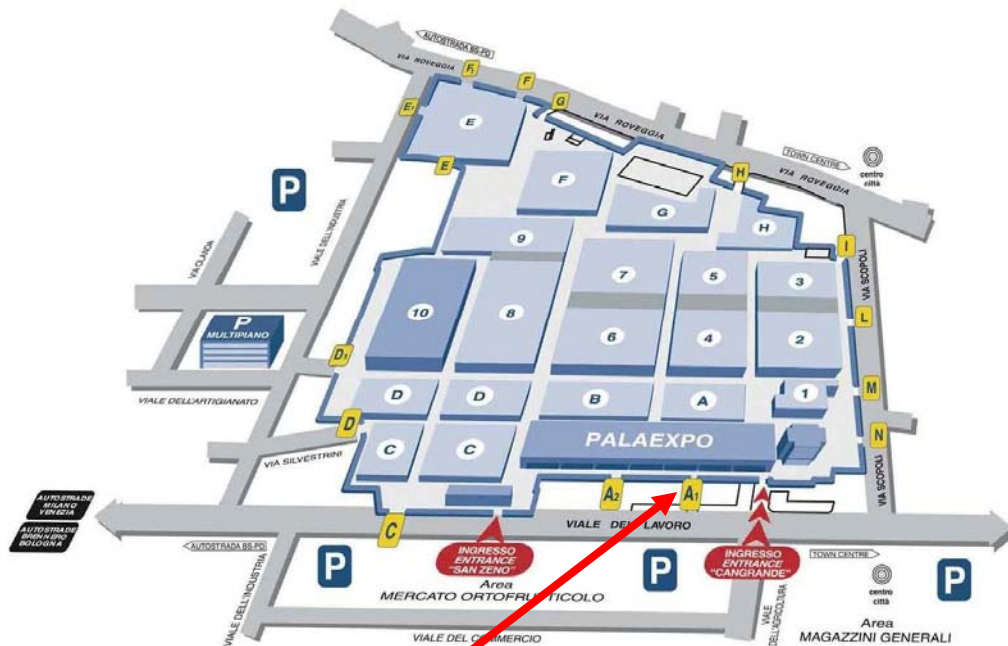 AUTOSTRADA BS-PD
VIA ROVEGGIA
F1
F
G
E1
E
E
VIA ROVEGGIA
TOWN CENTRE
centro
città
VIA ROVEGGIA
H
F
G
H
I
P
VIALE DELL'INDUSTRIA
VIA OLANDA
9
7
5
3
VIA SCOPOLI
10
8
6
4
2
L
P
MULTIPIANO
D1
VIALE DELL'ARTIGIANATO
D
D
B
A
1
M
D
VIA SILVESTRINI
C
C
PALAEXPO
N
VIA SCOPOLI
AUTOSTRADE
MILANO
VENEZIA
AUTOSTRADE
BRENNERO
BOLOGNA
A2
A1
C
VIALE DEL LAVORO
AUTOSTRADA BS-PD
INGRESSO
ENTRANCE
"SAN ZENO"
INGRESSO
ENTRANCE
"CANGRANDE"
TOWN CENTRE
P
P
P
centro
città
Area
MERCATO ORTOFRUTTICOLO
VIALE DELL'INDUSTRIA
VIALE DEL COMMERCIO
VIALE
DELL'AGRICOLTURA
Area
MAGAZZINI GENERALI